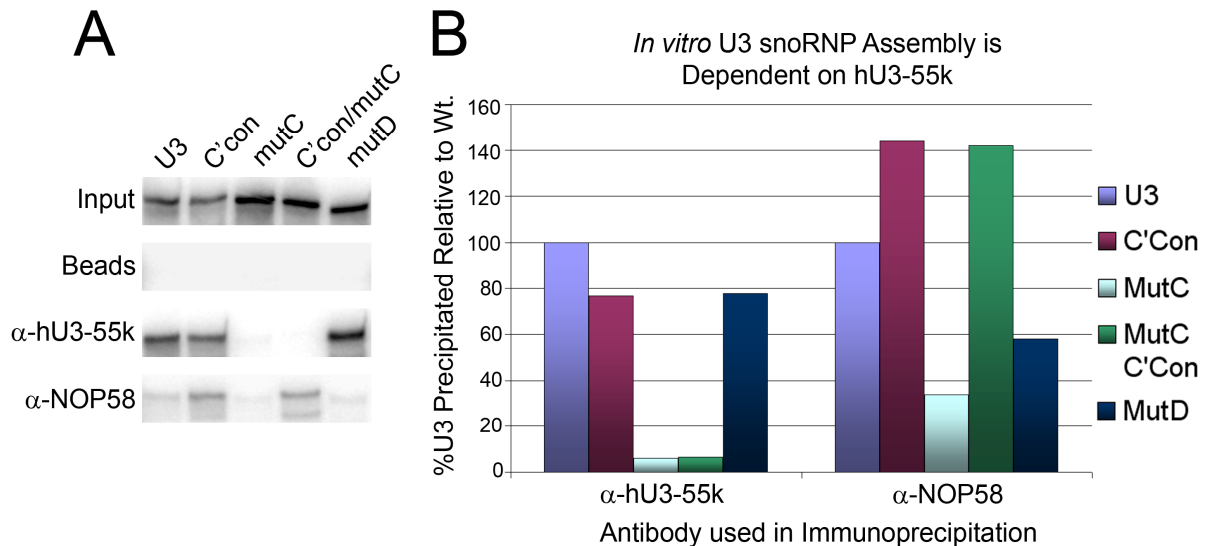 A
U3
C'con
mutC
C'con/mutC
mutD
Input
Beads
α-hU3-55k
α-NOP58
B
In vitro U3 snoRNP Assembly is
Dependent on hU3-55k
%U3 Precipitated Relative to Wt.
160
140
120
100
80
60
40
20
0
α-hU3-55k
α-NOP58
Antibody used in Immunoprecipitation
U3
C'Con
MutC
MutC
C'Con
MutD